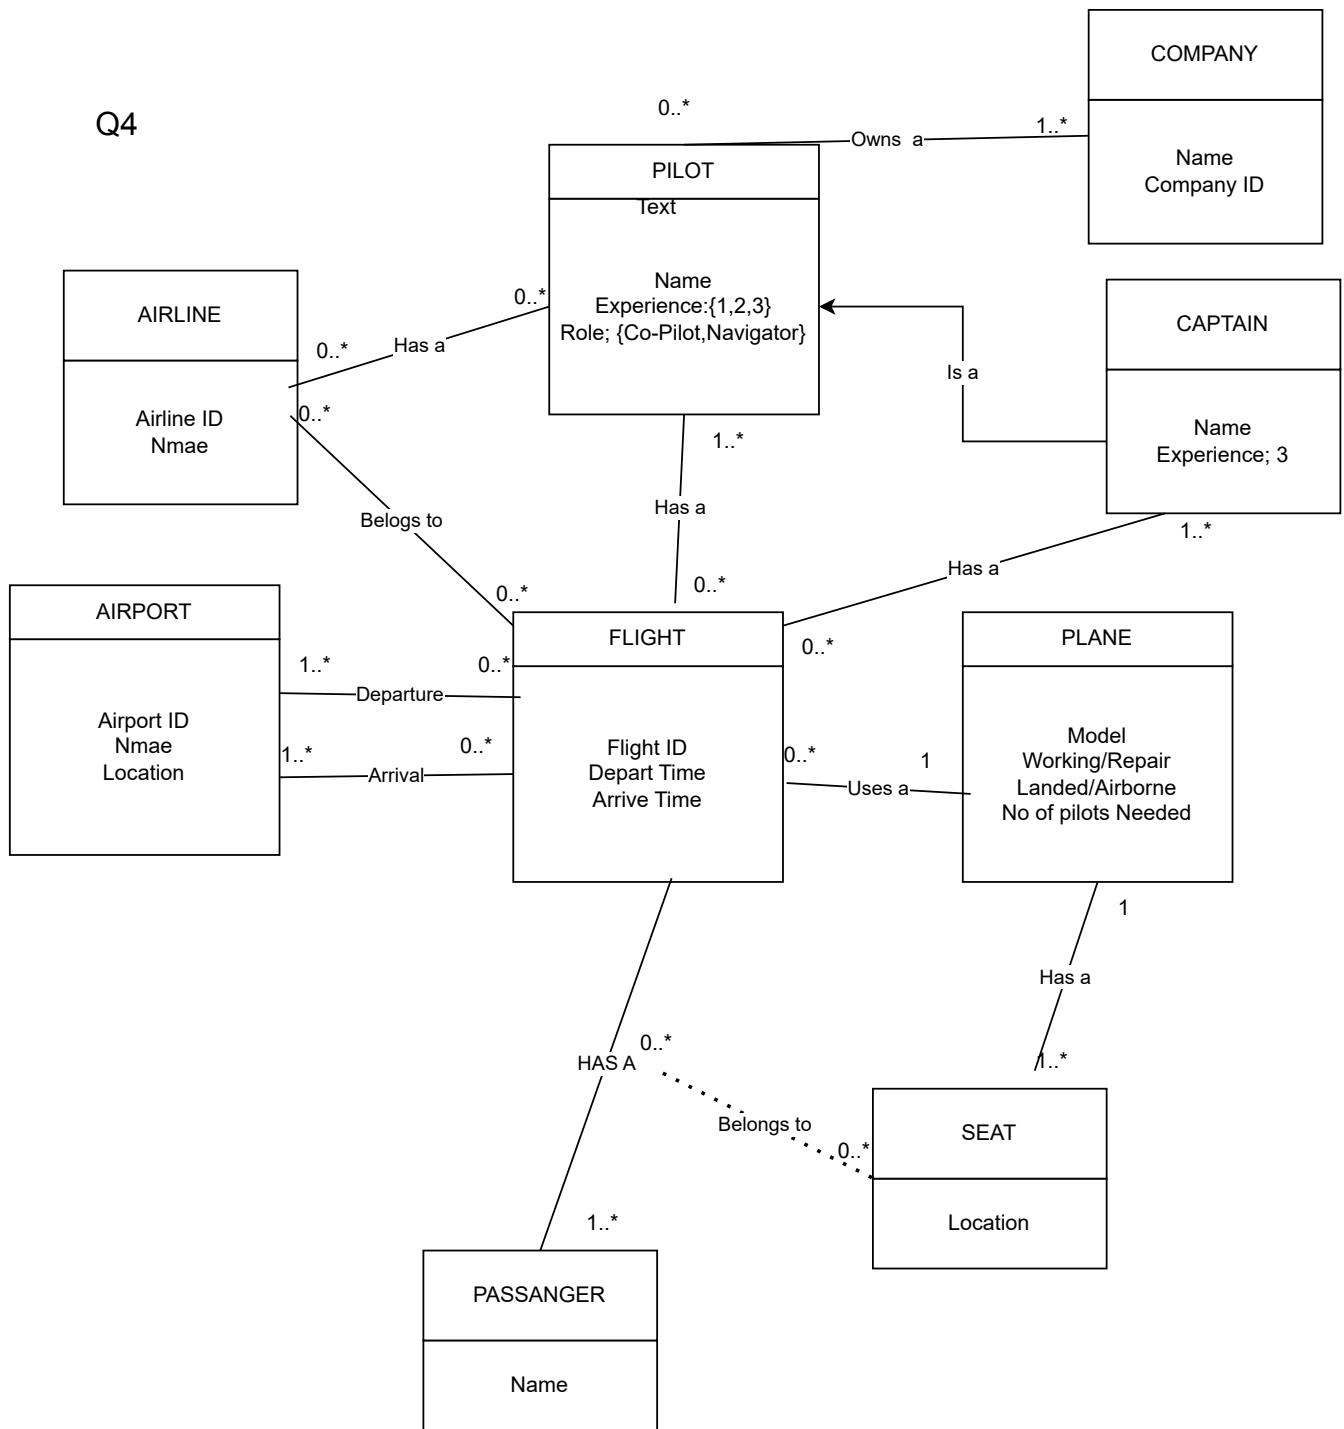 Q4
COMPANY
Name
Company ID
0..*
Owns  a
1..*
PILOT
Text
Name
Experience:{1,2,3}
Role; {Co-Pilot,Navigator}
AIRLINE
Airline ID
Nmae
0..*
Has a
0..*
0..*
Belogs to
0..*
CAPTAIN
Name
Experience; 3
Is a
1..*
Has a
0..*
1..*
Has a
0..*
AIRPORT
Airport ID
Nmae
Location
1..*
Departure
0..*
1..*
Arrival
0..*
FLIGHT
Flight ID
Depart Time
Arrive Time
0..*
Uses a
1
PLANE
Model
Working/Repair
Landed/Airborne
No of pilots Needed
1
Has a
1..*
HAS A
0..*
Belongs to
0..*
SEAT
Location
1..*
PASSANGER
Name